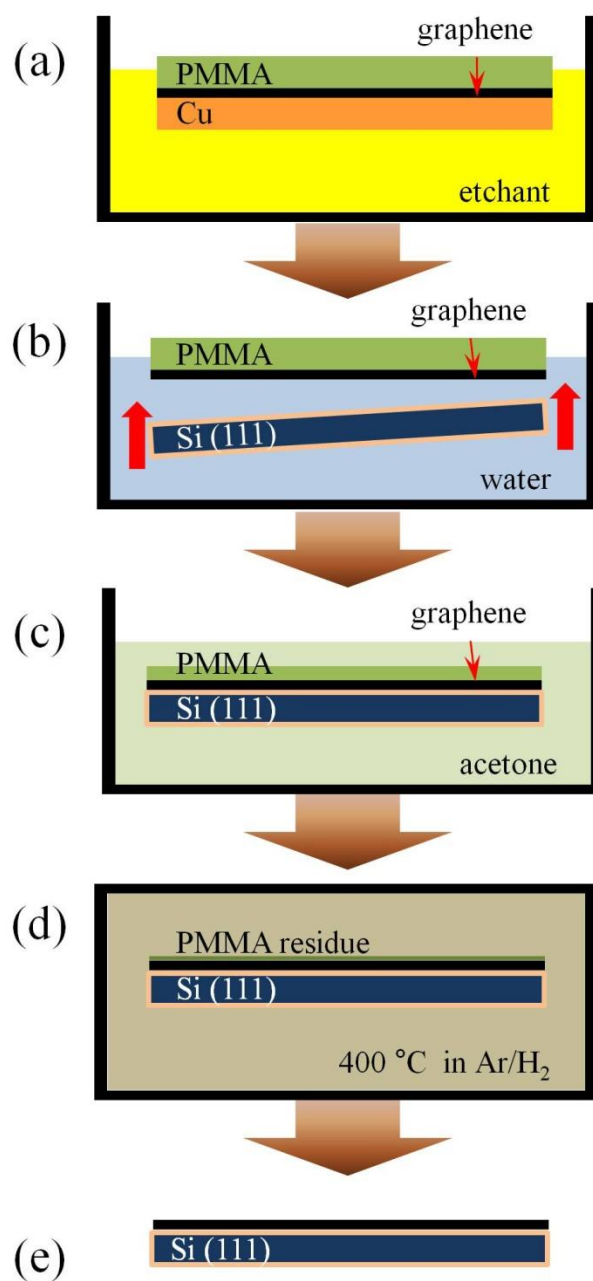 (a)
graphene
PMMA
Cu
etchant
(b)
graphene
PMMA
Si (111)
water
(c)
graphene
PMMA
Si (111)
acetone
(d)
PMMA residue
Si (111)
400 °C in Ar/H₂
(e)
Si (111)